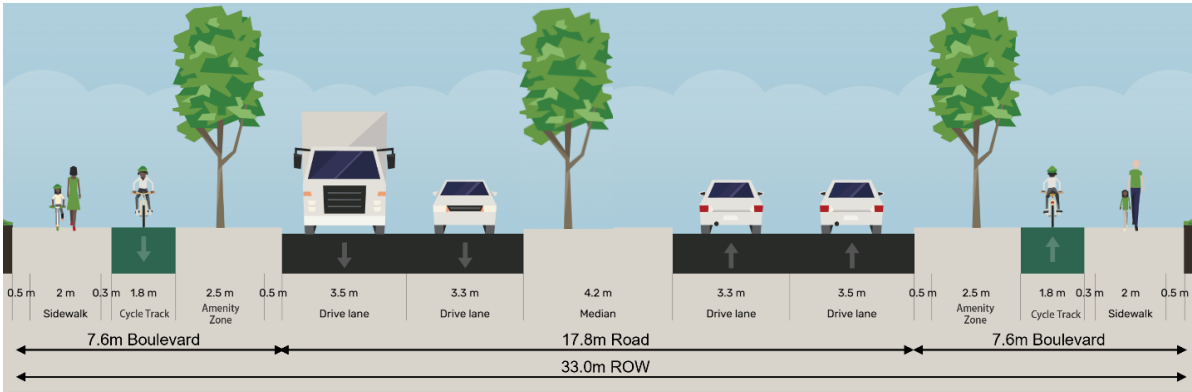 0.5 m 2 m 0.3 m 1.8 m 2.5 m 0.5 m 3.5 m 3.3 m 4.2 m 3.3 m 3.5 m 0.5 m 2.5 m 1.8 m 0.3 m 2 m 0.5 m
Sidewalk Cycle Track Amenity Zone Drive lane Drive lane Median Drive lane Drive lane Amenity Zone Cycle Track Sidewalk
7.6m Boulevard 17.8m Road 7.6m Boulevard
33.0m ROW